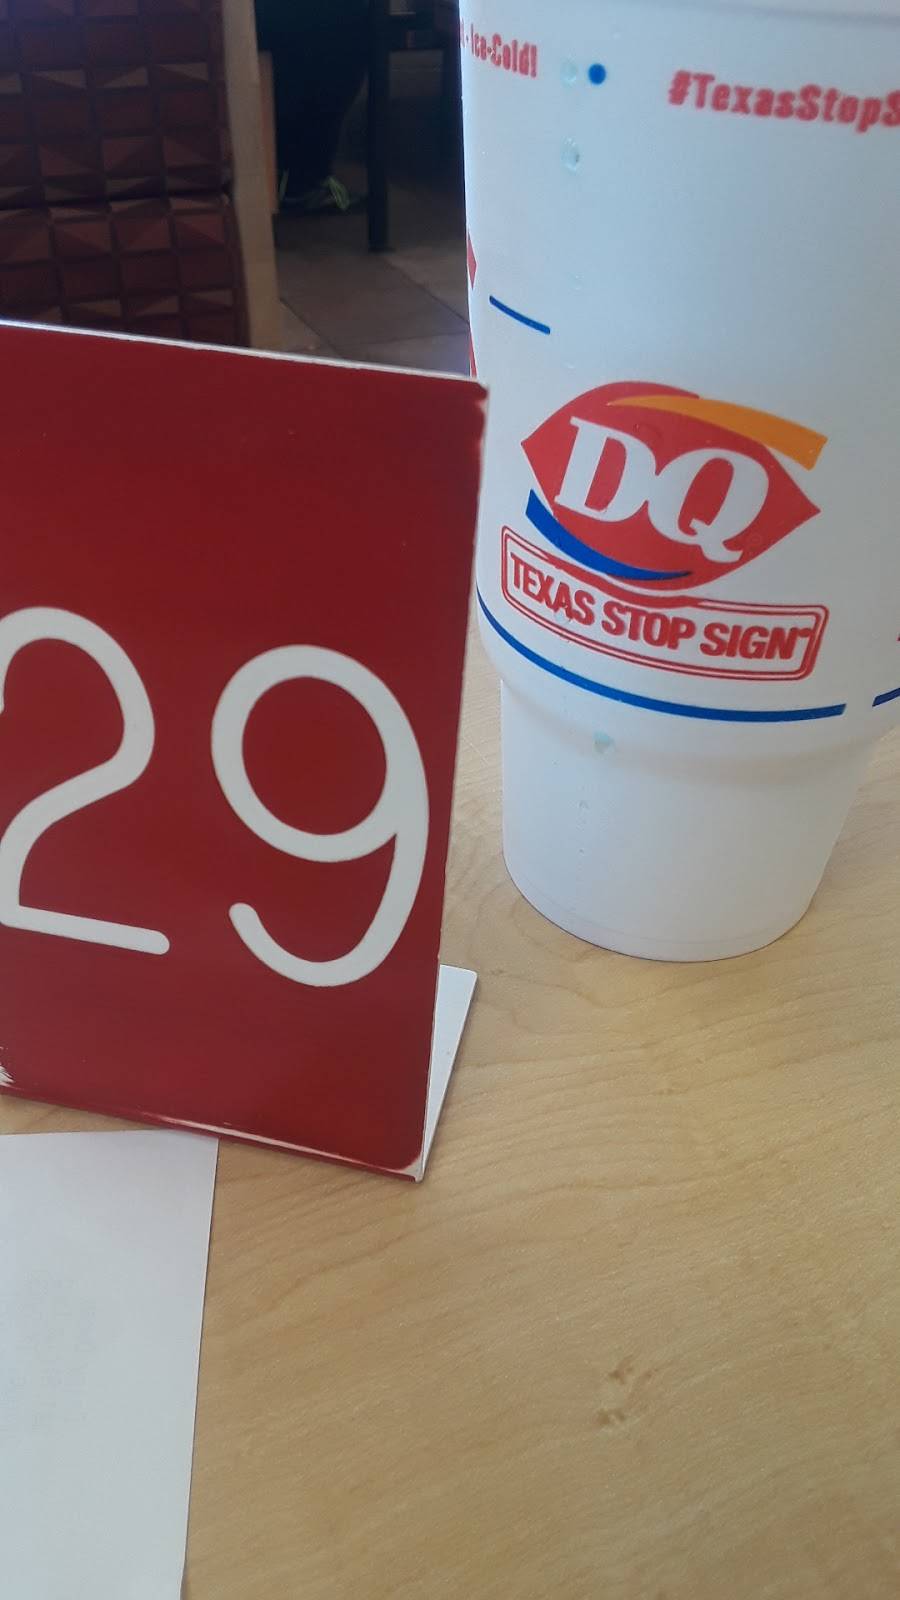 Ice-Cold!
#TexasStopS
DQ
TEXAS STOP SIGN
29